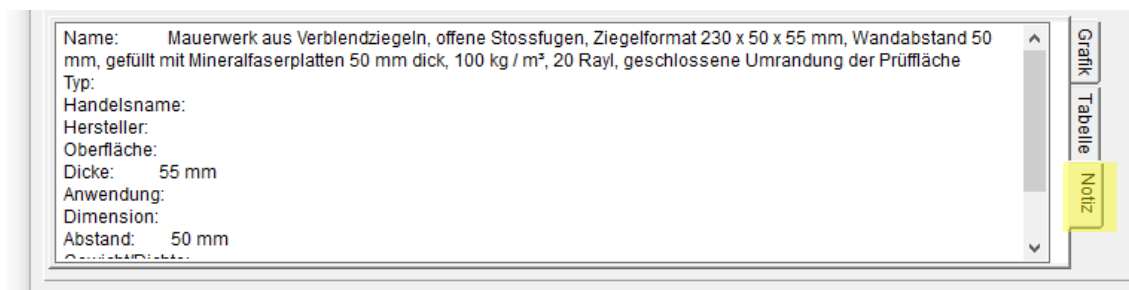 Name: Mauerwerk aus Verblendziegeln, offene Stossfugen, Ziegelformat 230 x 50 x 55 mm, Wandabstand 50
mm, gefüllt mit Mineralfaserplatten 50 mm dick, 100 kg / m³, 20 Rayl, geschlossene Umrandung der Prüffläche
Typ:
Handelsname:
Hersteller:
Oberfläche:
Dicke: 55 mm
Anwendung:
Dimension:
Abstand: 50 mm
Grafik
Tabelle
Notiz